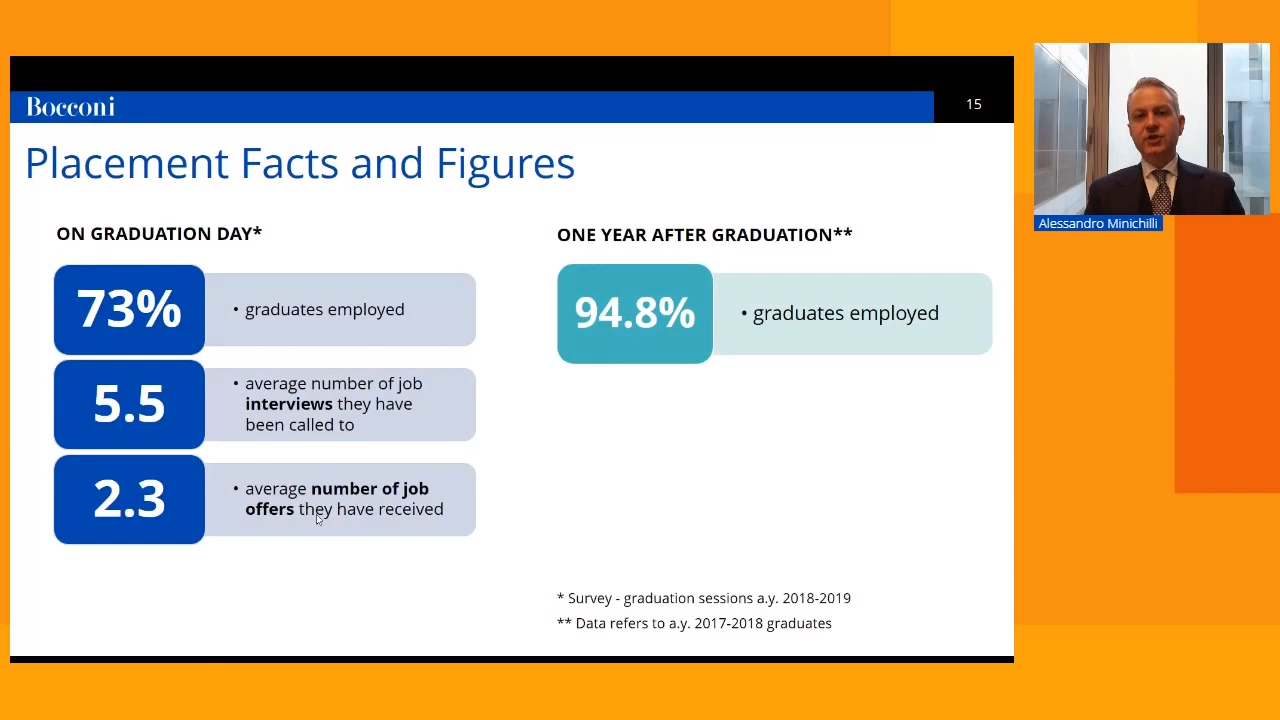 Bocconi
15
Placement Facts and Figures
ON GRADUATION DAY*
73%
• graduates employed
5.5
• average number of job
interviews they have
been called to
2.3
• average number of job
offers they have received
ONE YEAR AFTER GRADUATION**
94.8%
• graduates employed
* Survey - graduation sessions a.y. 2018-2019
** Data refers to a.y. 2017-2018 graduates
Alessandro Minichilli